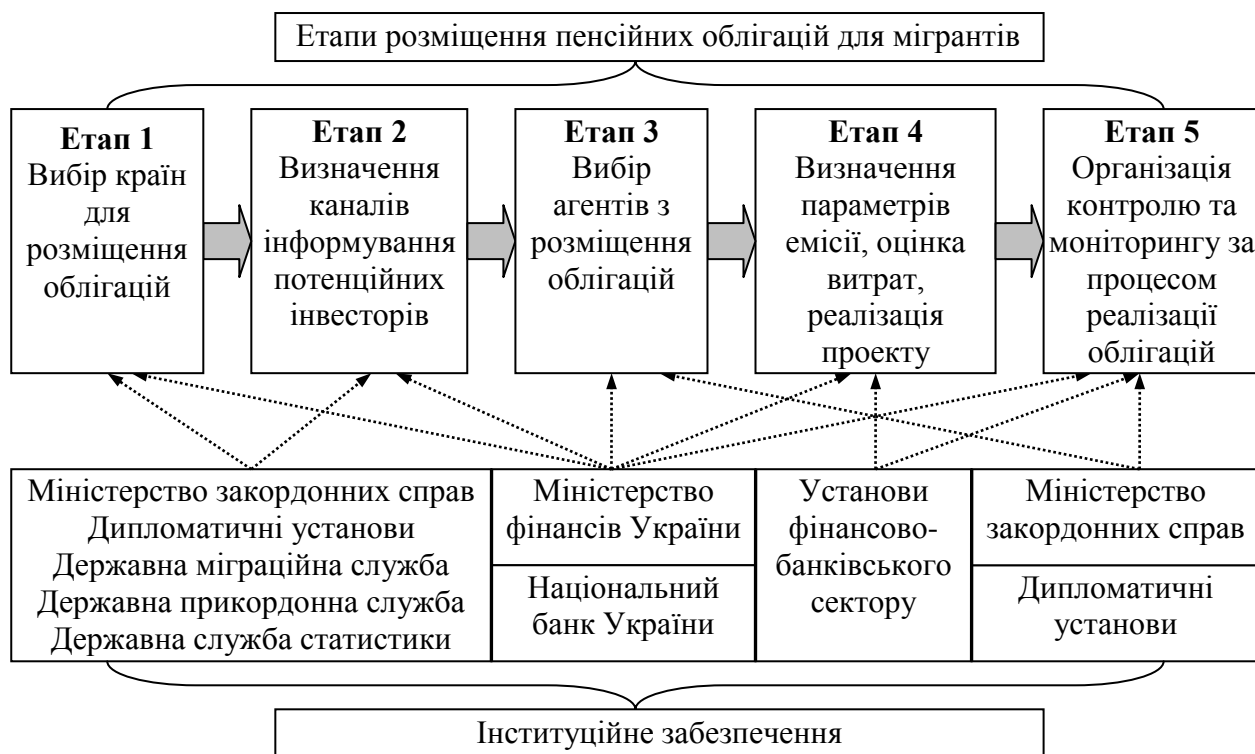 Етапи розміщення пенсійних облігацій для мігрантів
Етап 1
Вибір країн
для
розміщення
облігацій
Етап 2
Визначення
каналів
інформування
потенційних
інвесторів
Етап 3
Вибір
агентів з
розміщення
облігацій
Етап 4
Визначення
параметрів
емісії, оцінка
витрат,
реалізація
проекту
Етап 5
Організація
контролю та
моніторингу за
процесом
реалізації
облігацій
Міністерство закордонних справ
Дипломатичні установи
Державна міграційна служба
Державна прикордонна служба
Державна служба статистики
Міністерство
фінансів України
Національний
банк України
Установи
фінансово-
банківського
сектору
Міністерство
закордонних справ
Дипломатичні
установи
Інституційне забезпечення